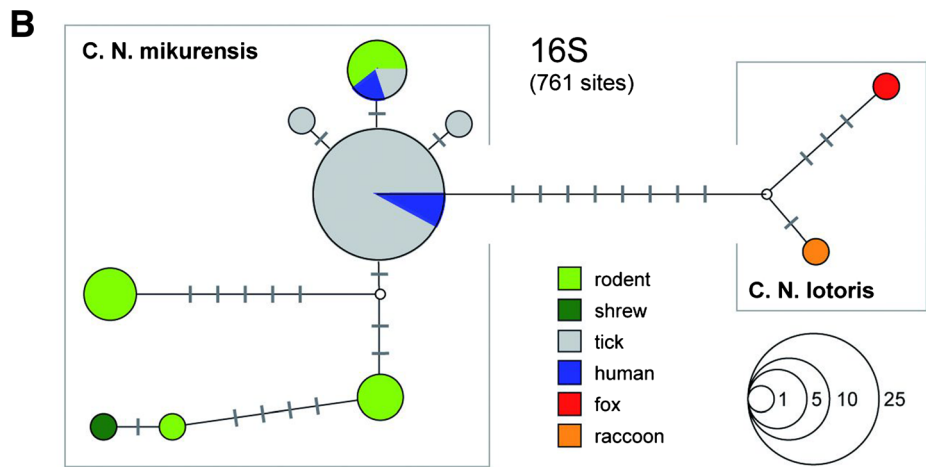 B
C. N. mikurensis
16S
(761 sites)
rodent
shrew
tick
human
fox
raccoon
C. N. lotoris
1 5 10 25